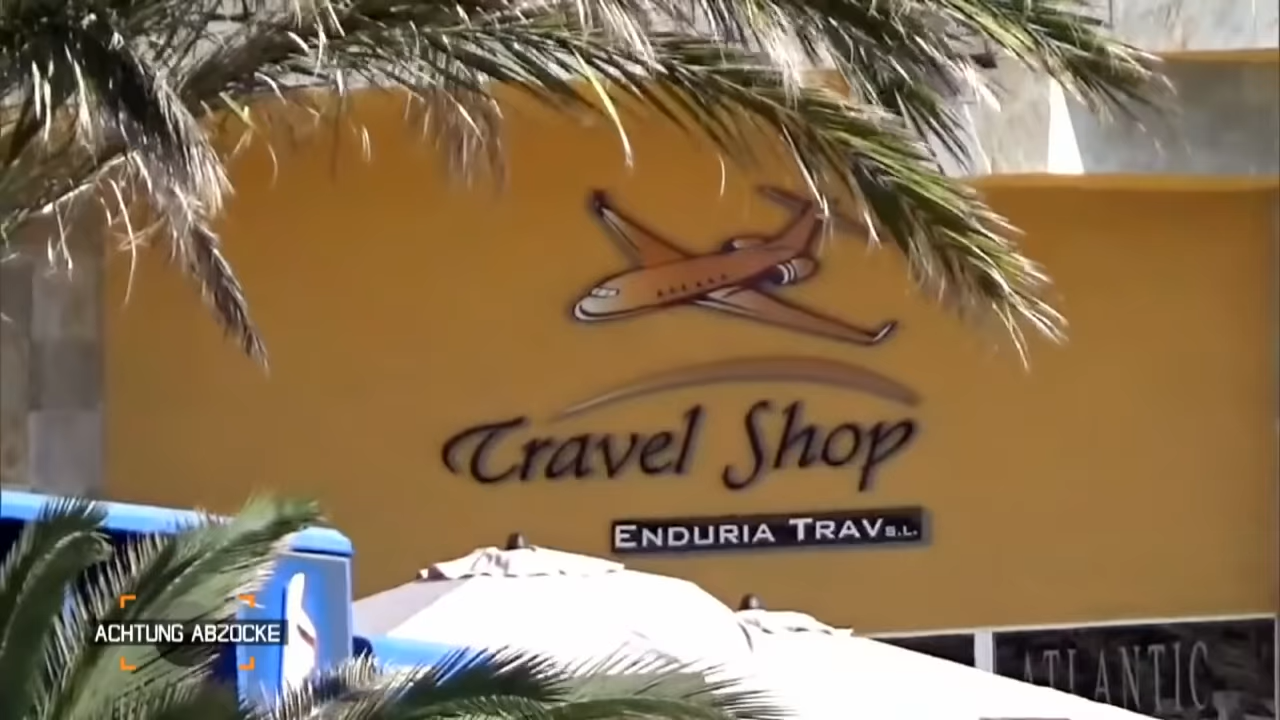 Travel Shop
ENDURIA TRAV S.L.
ACHTUNG ABZOCKE
ATLANTIC